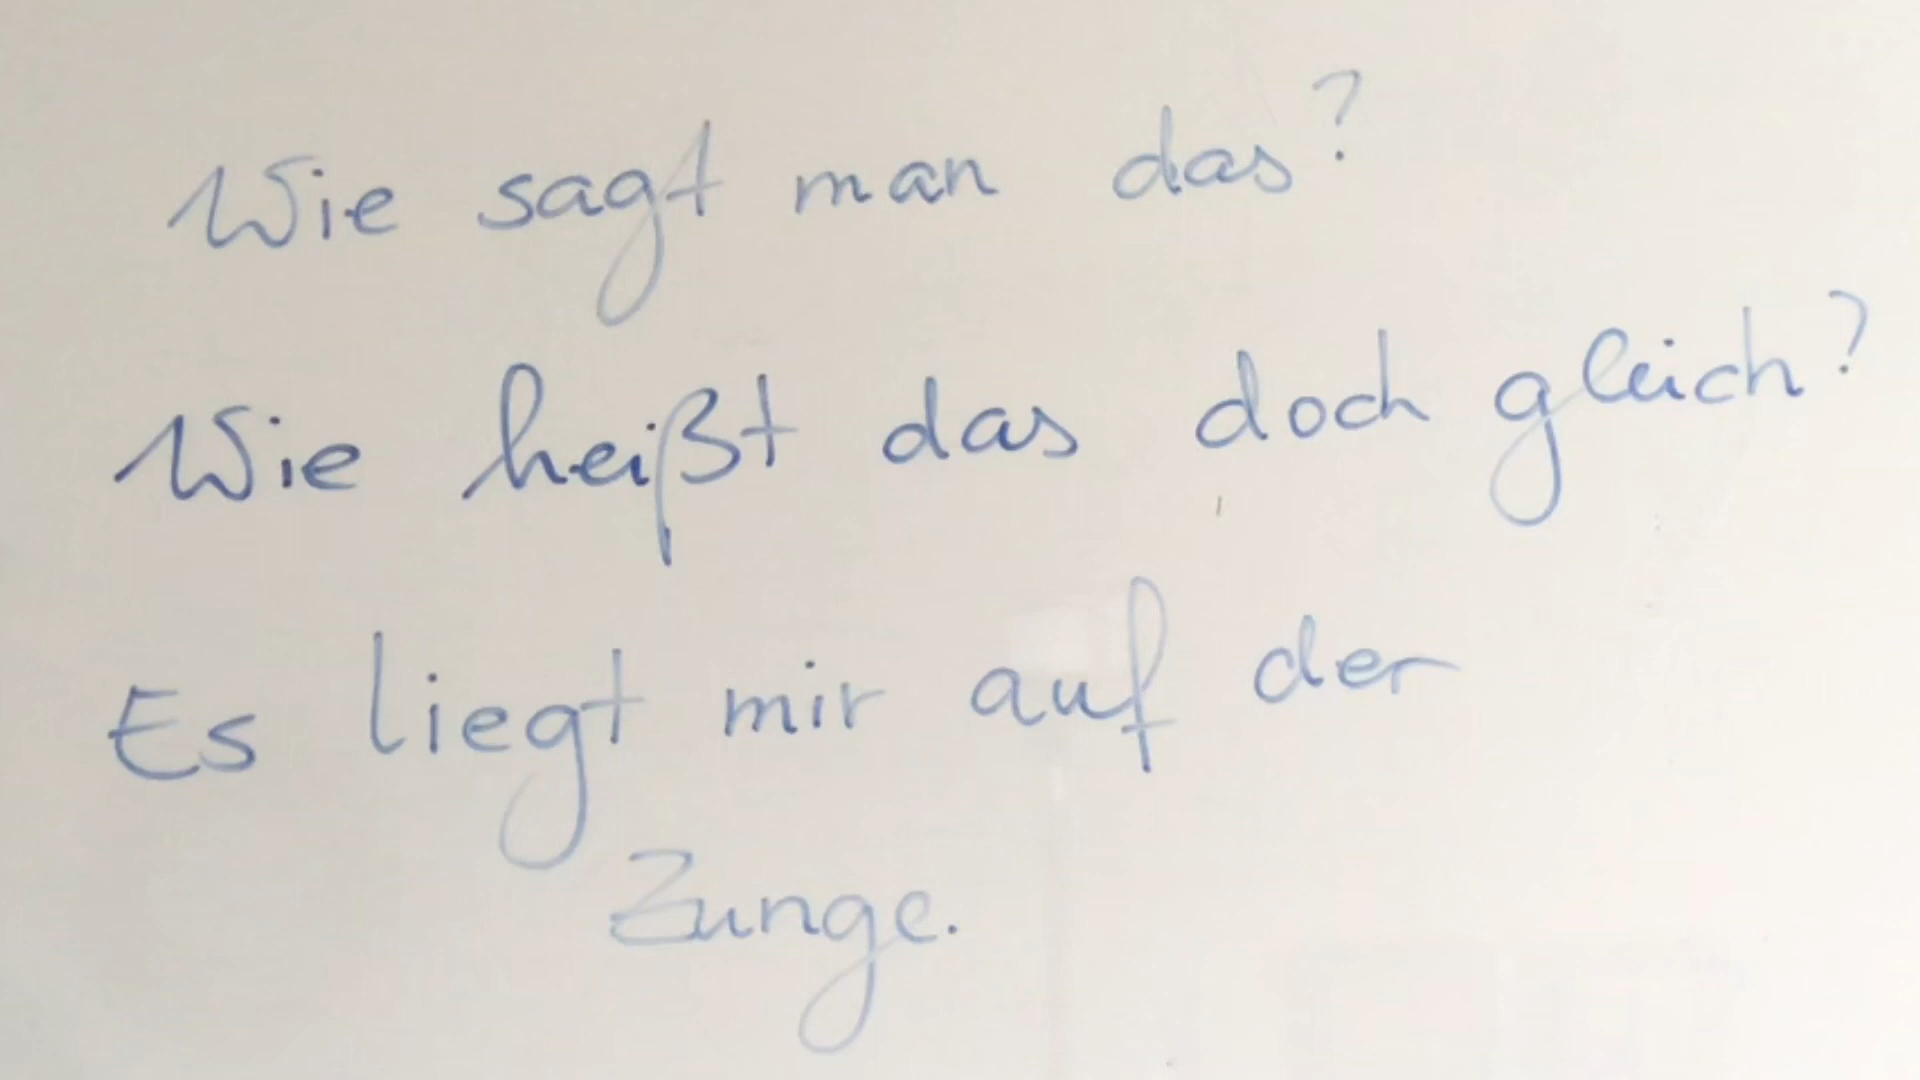 Wie sagt man das?
Wie heißt das doch gleich?
Es liegt mir auf der
Zunge.